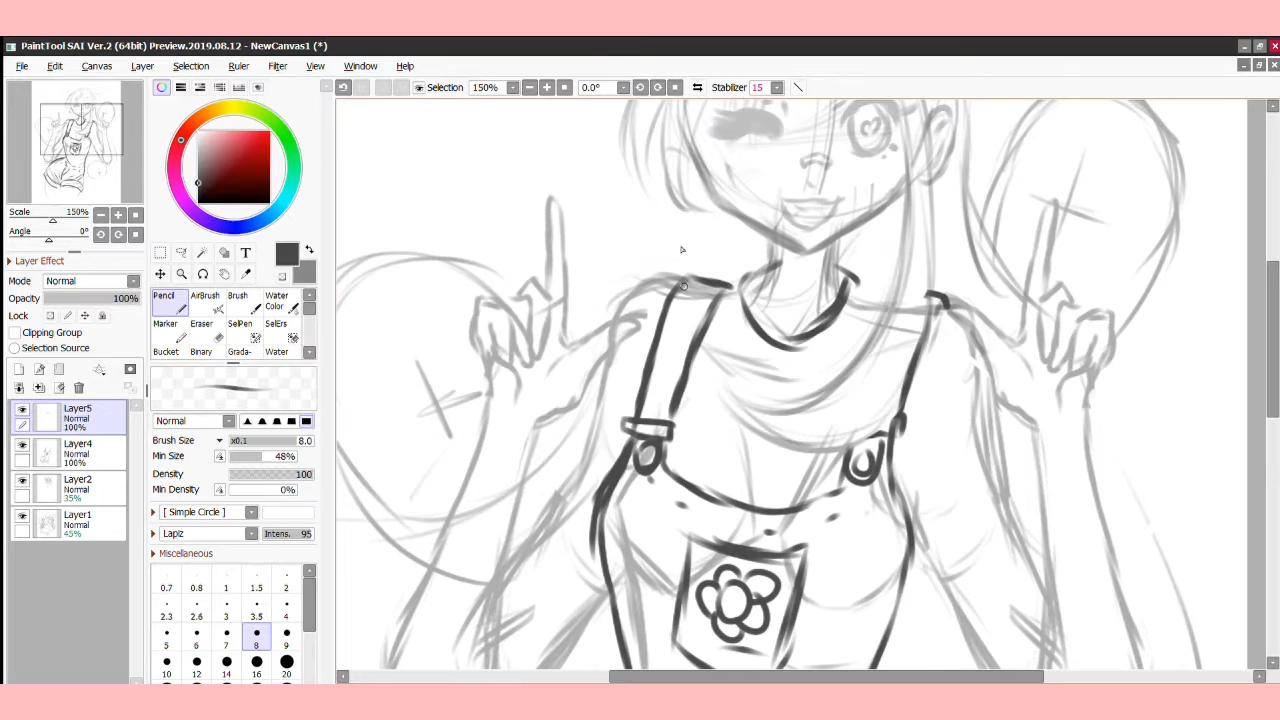 PaintTool SAI Ver.2 (64bit) Preview.2019.08.12 - NewCanvas1 (*)
File Edit Canvas Layer Selection Ruler Filter View Window Help
Selection 150% 0.0° Stabilizer 15
Scale 150%
Angle 0°
Layer Effect
Mode Normal
Opacity 100%
Lock
Clipping Group
Selection Source
Layer5
Normal
100%
Layer4
Normal
100%
Layer2
Normal
35%
Layer1
Normal
45%
T
Pencil AirBrush Brush Water Color
Marker Eraser SelPen SelErs
Bucket Binary Grada- Water
Normal
Brush Size x0.1 8.0
Min Size 48%
Density 100
Min Density 0%
[ Simple Circle ]
Lapiz Intens. 95
Miscellaneous
0.7 0.8 1 1.5 2
2.3 2.6 3 3.5 4
5 6 7 8 9
10 12 14 16 20